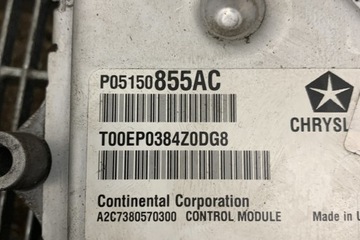 P05150855AC
CHRYSL
T00EP0384Z0DG8
Continental Corporation
A2C7380570300 CONTROL MODULE
Made in U